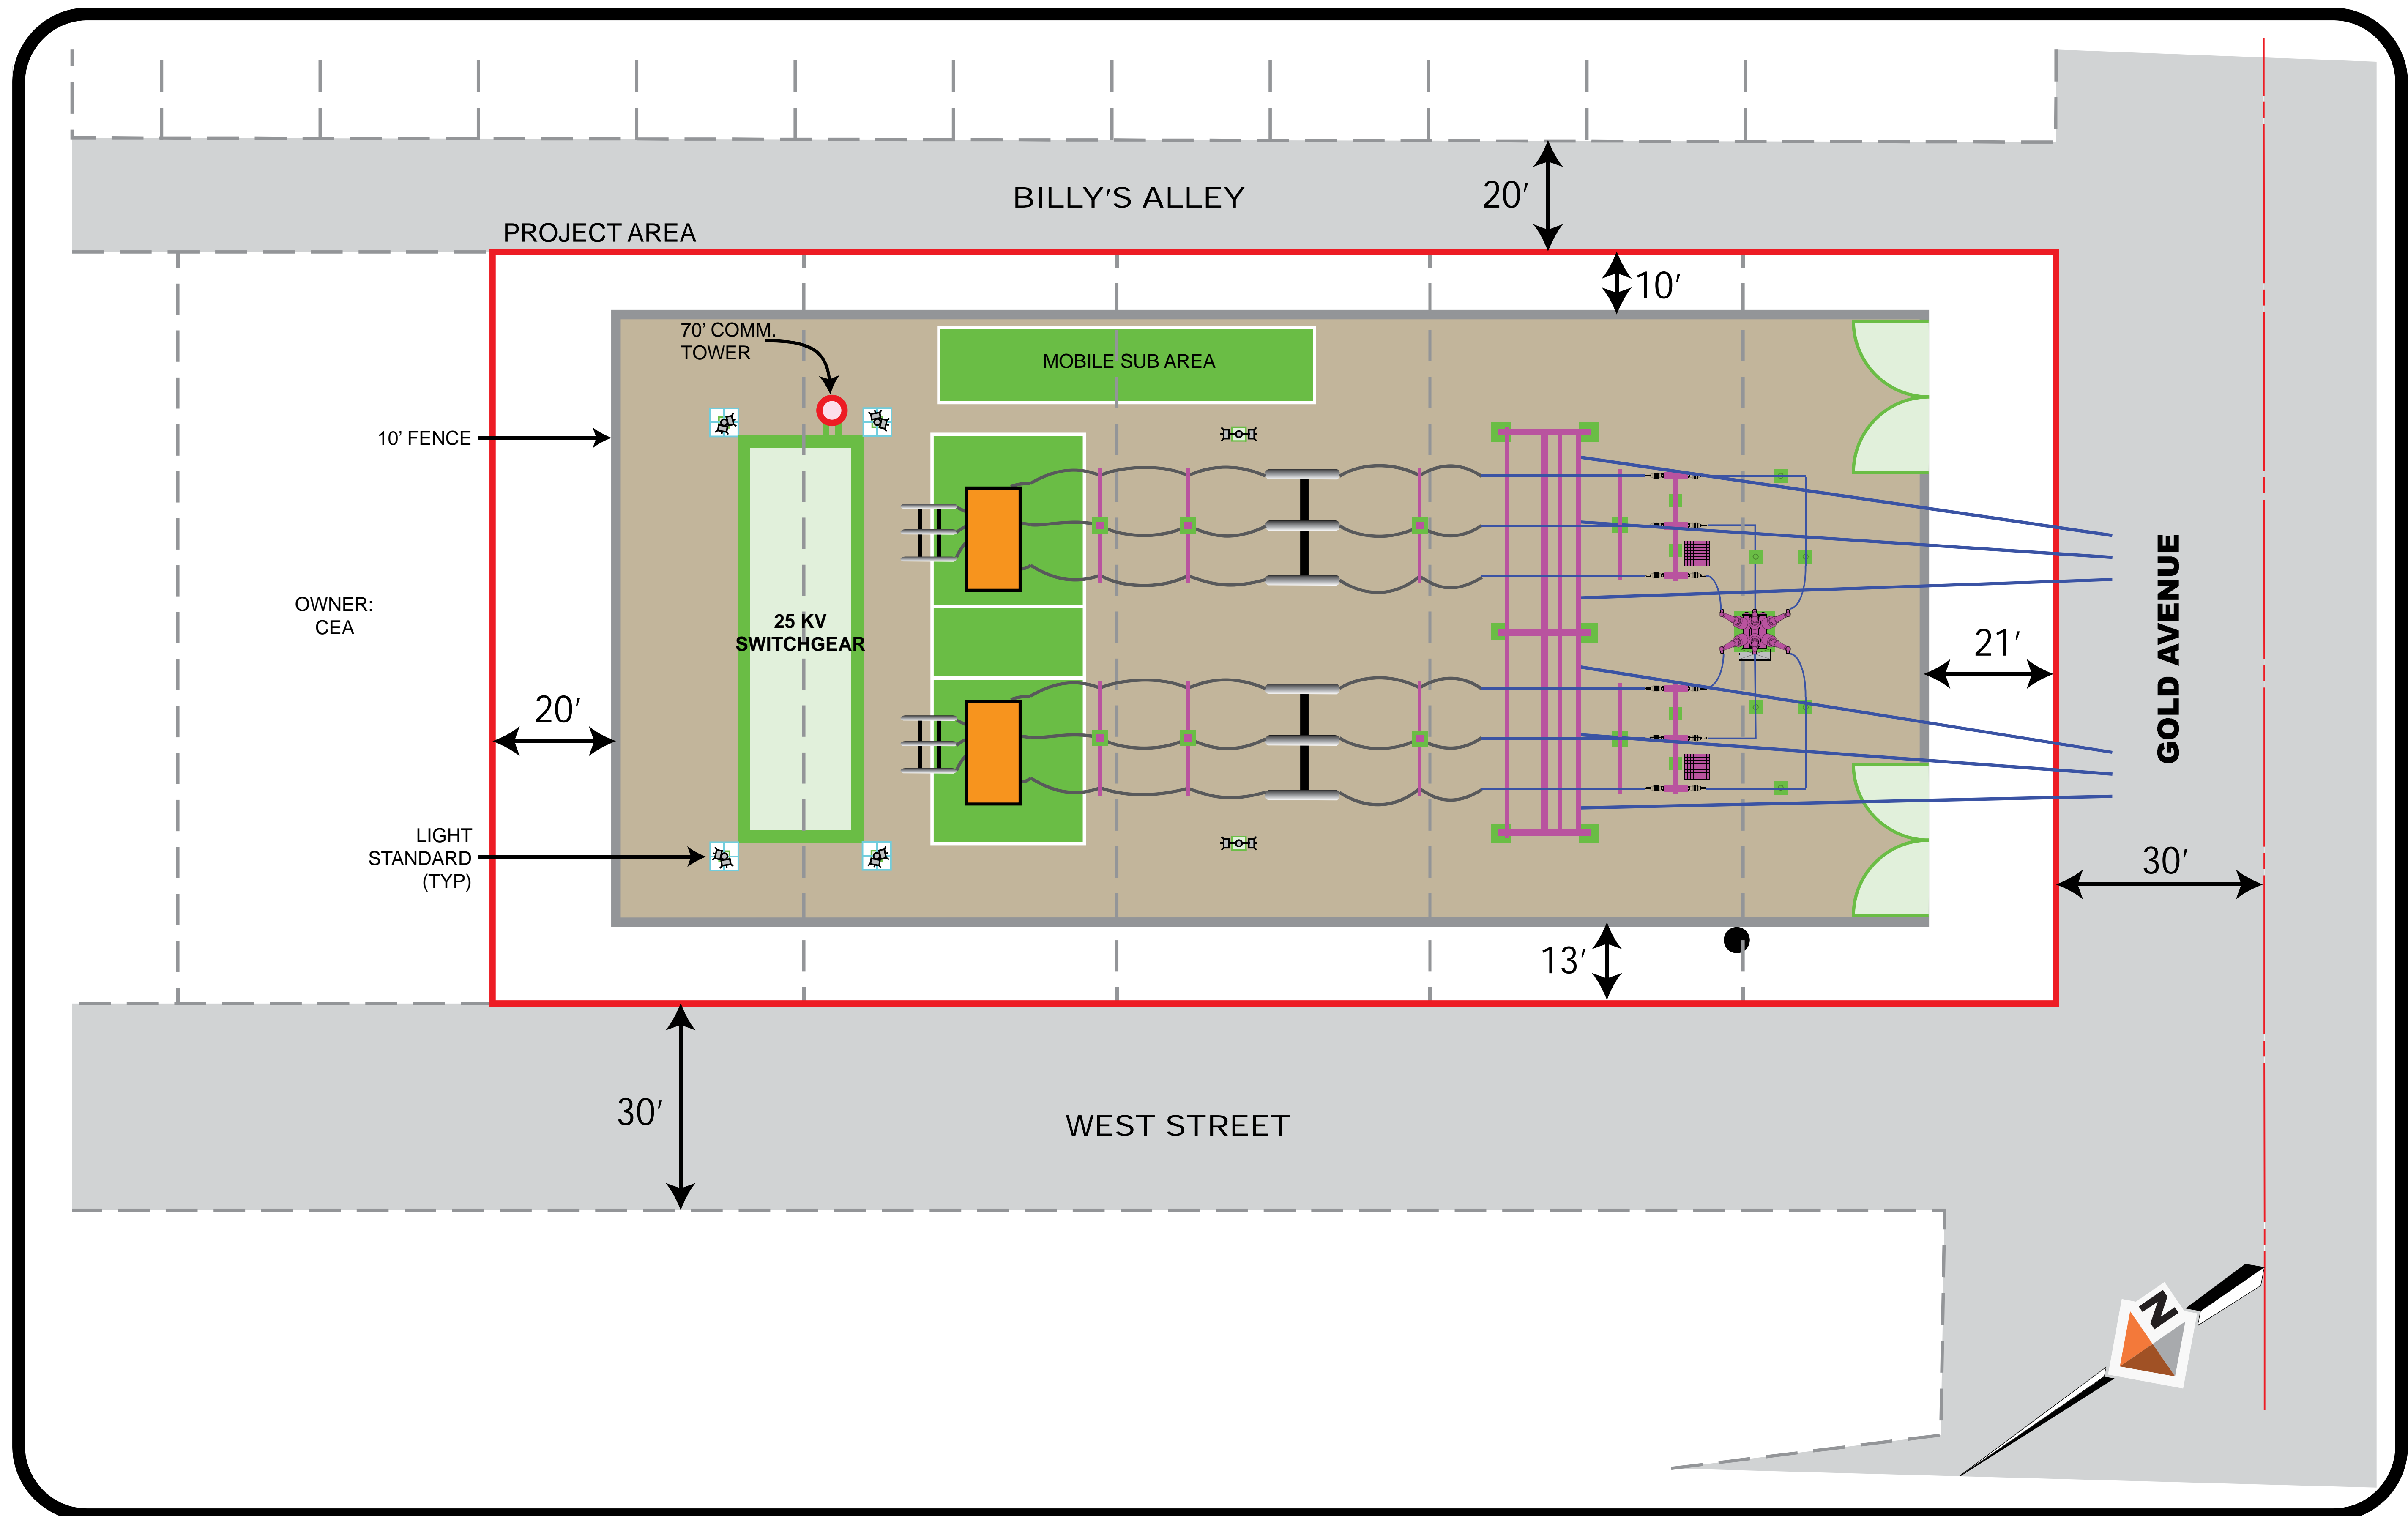 BILLY'S ALLEY
20'
PROJECT AREA
10'
70' COMM.
TOWER
MOBILE SUB AREA
10' FENCE
OWNER:
CEA
25 KV
SWITCHGEAR
GOLD AVENUE
21'
20'
LIGHT
STANDARD
(TYP)
30'
13'
30'
WEST STREET
N